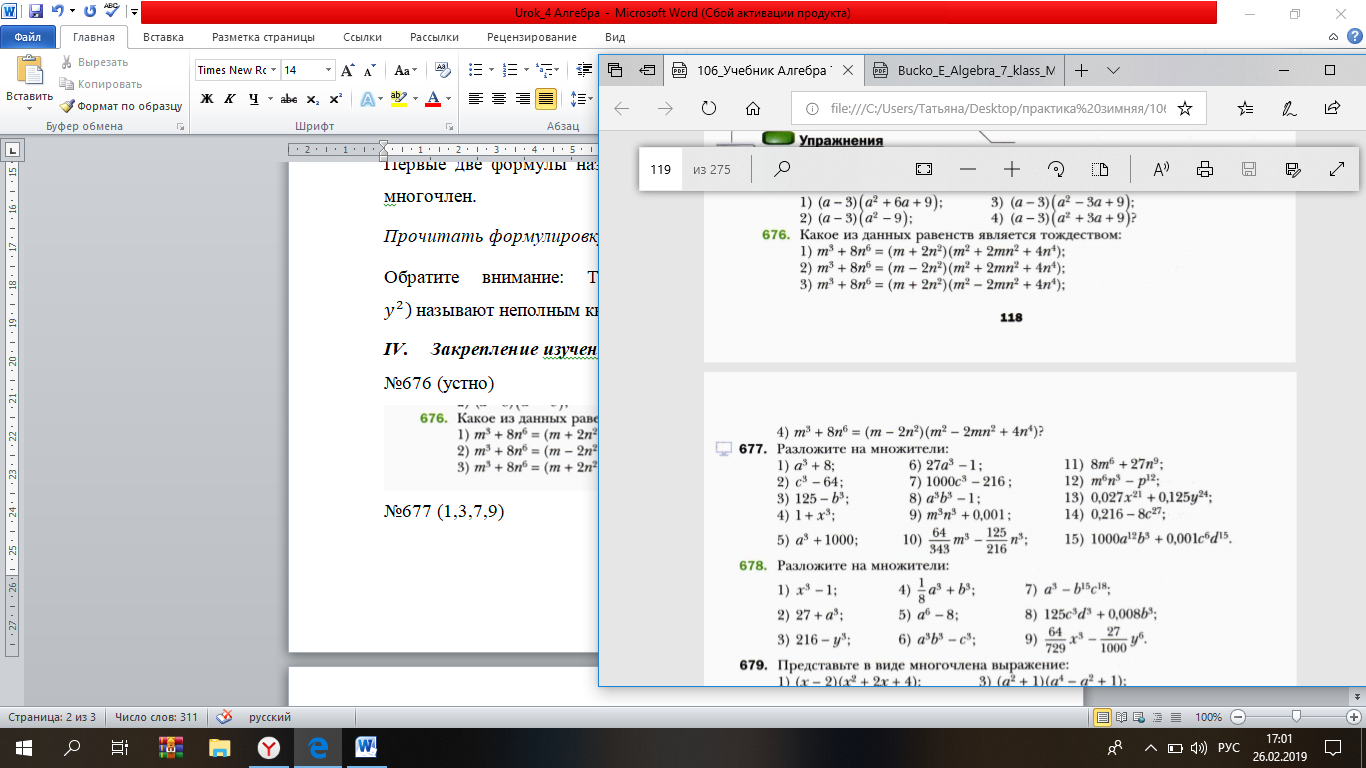 Urok_4 Алгебра - Microsoft Word (Сбой активации продукта)
Файл Главная Вставка Разметка страницы Ссылки Рассылки Рецензирование Вид
Вставить
Вырезать
Копировать
Формат по образцу
Буфер обмена
Times New Ro 14
Шрифт
Абзац
Первые две формулы наз
многочлен.
Прочитать формулировку
Обратите внимание: Т
y²) называют неполным к
IV. Закрепление изучен
№676 (устно)
676. Какое из данных раве
1) m³ + 8n⁶ = (m + 2n²
2) m³ + 8n⁶ = (m − 2n²
3) m³ + 8n⁶ = (m + 2n²
№677 (1,3,7,9)
106_Учебник Алгебра
Bucko_E_Algebra_7_klass_M
file:///C:/Users/Татьяна/Desktop/практика%20зимняя/106
Упражнения
119 из 275
1) (a − 3)(a² + 6a + 9); 3) (a − 3)(a² − 3a + 9);
2) (a − 3)(a² − 9); 4) (a − 3)(a² + 3a + 9)?
676. Какое из данных равенств является тождеством:
1) m³ + 8n⁶ = (m + 2n²)(m² + 2mn² + 4n⁴);
2) m³ + 8n⁶ = (m − 2n²)(m² + 2mn² + 4n⁴);
3) m³ + 8n⁶ = (m + 2n²)(m² − 2mn² + 4n⁴);
118
4) m³ + 8n⁶ = (m − 2n²)(m² − 2mn² + 4n⁴)?
677. Разложите на множители:
1) a³ + 8; 6) 27a³ − 1; 11) 8m⁶ + 27n⁹;
2) c³ − 64; 7) 1000c³ − 216; 12) m⁶n³ − p¹²;
3) 125 − b³; 8) a³b³ − 1; 13) 0,027x²¹ + 0,125y²⁴;
4) 1 + x³; 9) m³n³ + 0,001; 14) 0,216 − 8c²⁷;
5) a³ + 1000; 10) 64/343 m³ − 125/216 n³; 15) 1000a¹²b³ + 0,001c⁶d¹⁵.
678. Разложите на множители:
1) x³ − 1; 4) 1/8 a³ + b³; 7) a³ − b¹⁵c¹⁸;
2) 27 + a³; 5) a⁶ − 8; 8) 125c³d³ + 0,008b³;
3) 216 − y³; 6) a³b³ − c³; 9) 64/729 x³ − 27/1000 y⁶.
679. Представьте в виде многочлена выражение:
1) (x − 2)(x² + 2x + 4); 3) (a² + 1)(a⁴ − a² + 1);
Страница: 2 из 3 Число слов: 311 русский 100%
РУС
17:01
26.02.2019